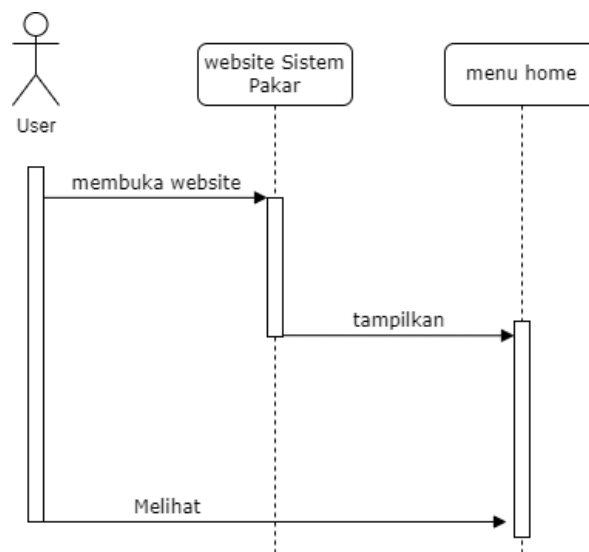 website Sistem
Pakar
menu home
User
membuka website
tampilkan
Melihat